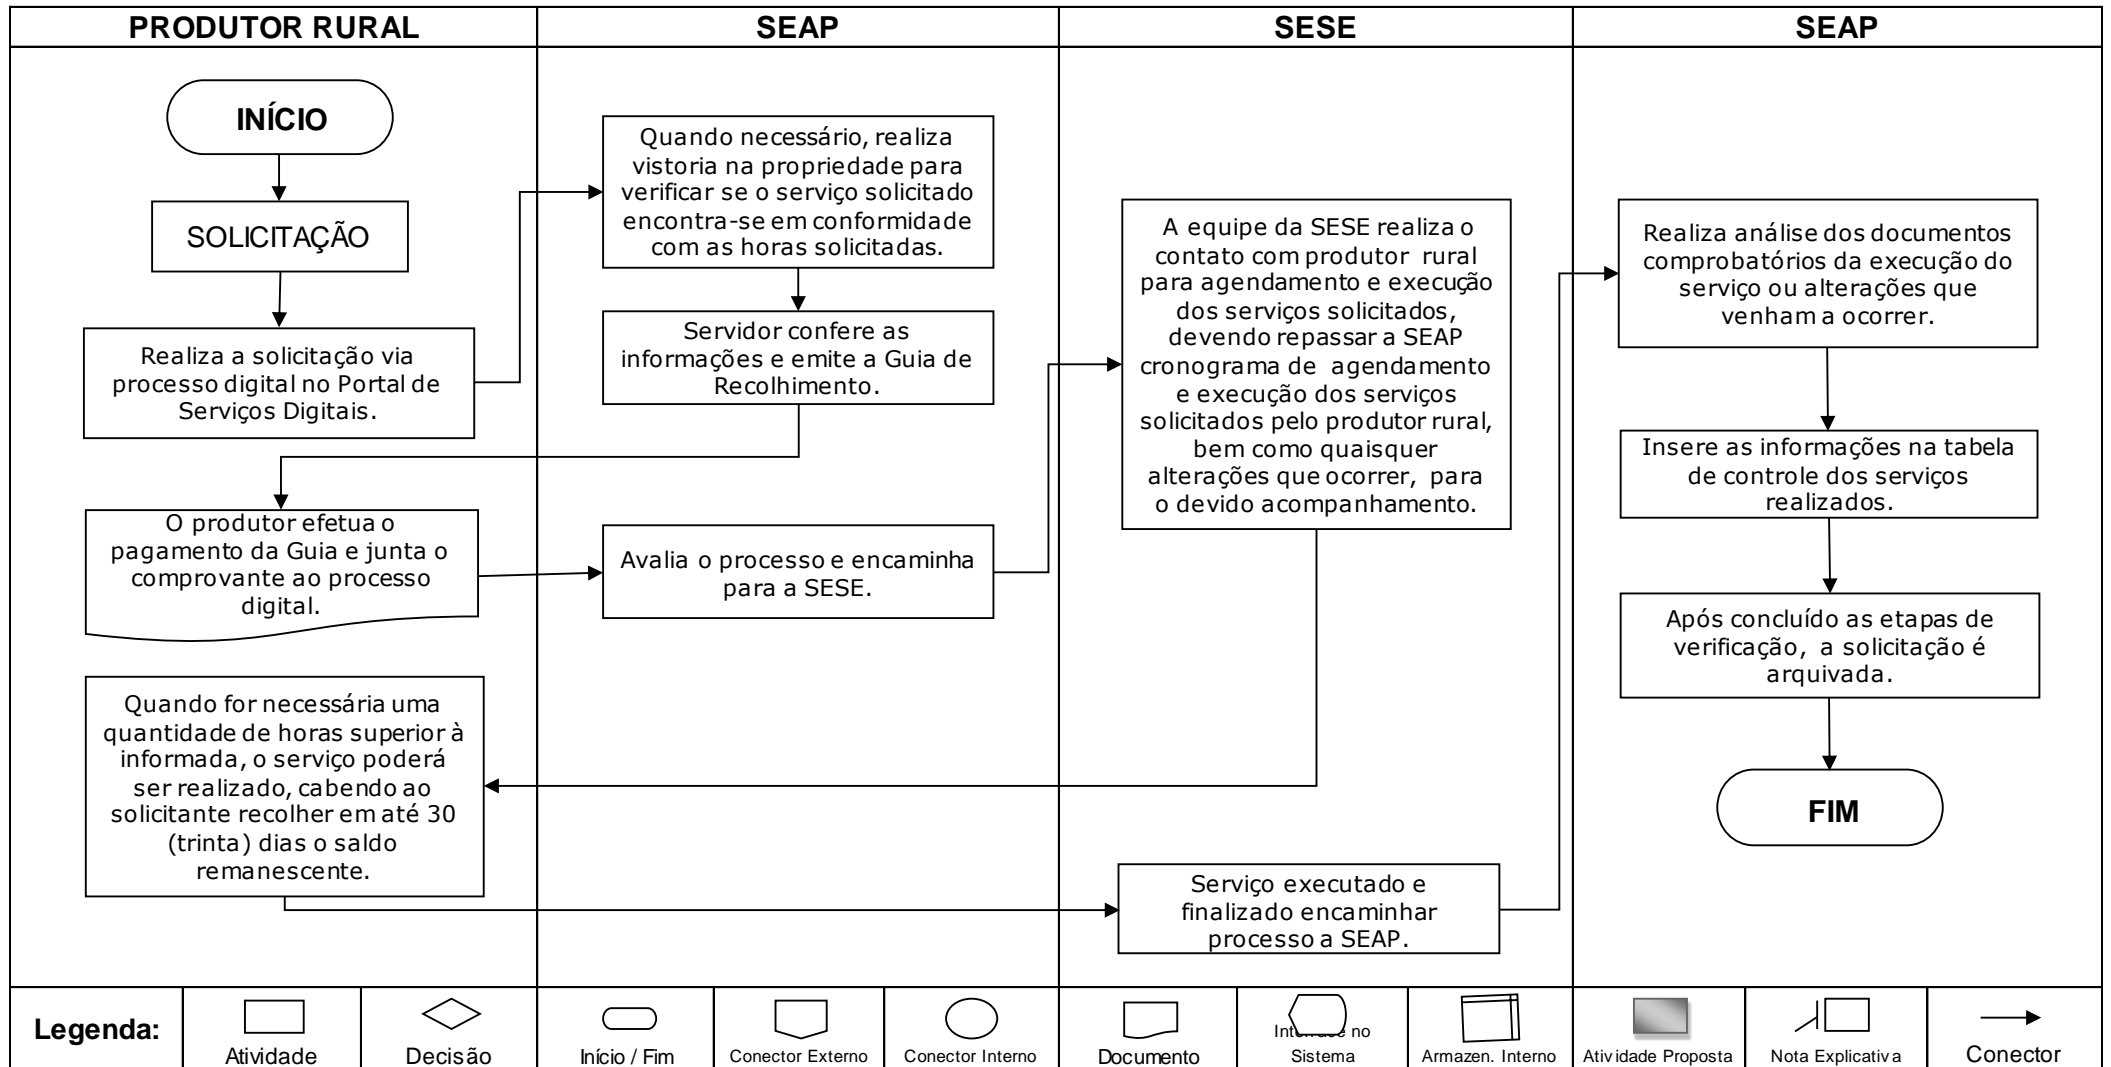 PRODUTOR RURAL
SEAP
SESE
SEAP
INÍCIO
SOLICITAÇÃO
Realiza a solicitação via
processo digital no Portal de
Serviços Digitais.
Quando necessário, realiza
vistoria na propriedade para
verificar se o serviço solicitado
encontra-se em conformidade
com as horas solicitadas.
Servidor confere as
informações e emite a Guia de
Recolhimento.
O produtor efetua o
pagamento da Guia e junta o
comprovante ao processo
digital.
Avalia o processo e encaminha
para a SESE.
A equipe da SESE realiza o
contato com produtor rural
para agendamento e execução
dos serviços solicitados,
devendo repassar a SEAP
cronograma de agendamento
e execução dos serviços
solicitados pelo produtor rural,
bem como quaisquer
alterações que ocorrer, para
o devido acompanhamento.
Quando for necessária uma
quantidade de horas superior à
informada, o serviço poderá
ser realizado, cabendo ao
solicitante recolher em até 30
(trinta) dias o saldo
remanescente.
Serviço executado e
finalizado encaminhar
processo a SEAP.
Realiza análise dos documentos
comprobatórios da execução do
serviço ou alterações que
venham a ocorrer.
Insere as informações na tabela
de controle dos serviços
realizados.
Após concluído as etapas de
verificação, a solicitação é
arquivada.
FIM
Legenda:
Atividade
Decisão
Início / Fim
Conector Externo
Conector Interno
Documento
no
Sistema
Armazen. Interno
Atividade Proposta
Nota Explicativa
Conector